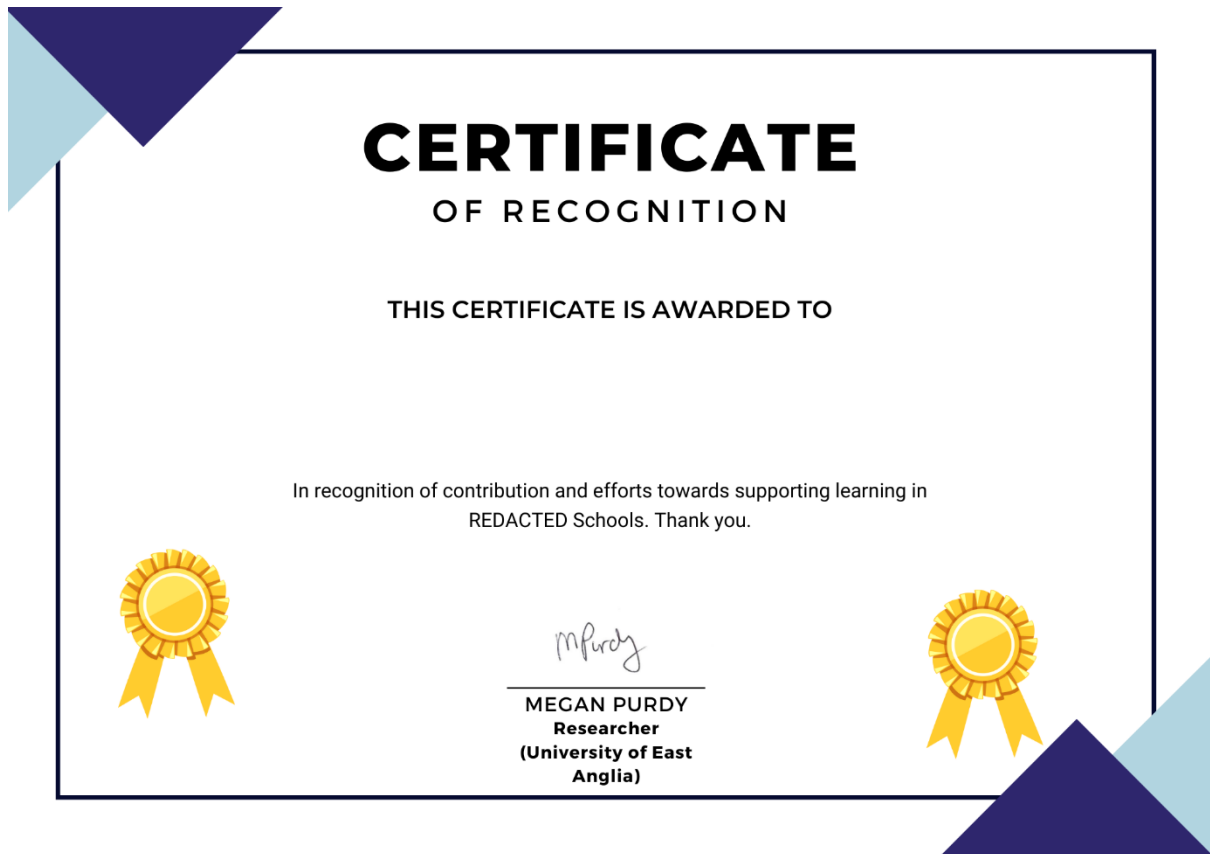 CERTIFICATE
OF RECOGNITION
THIS CERTIFICATE IS AWARDED TO
In recognition of contribution and efforts towards supporting learning in
REDACTED Schools. Thank you.
MPurdy
MEGAN PURDY
Researcher
(University of East
Anglia)